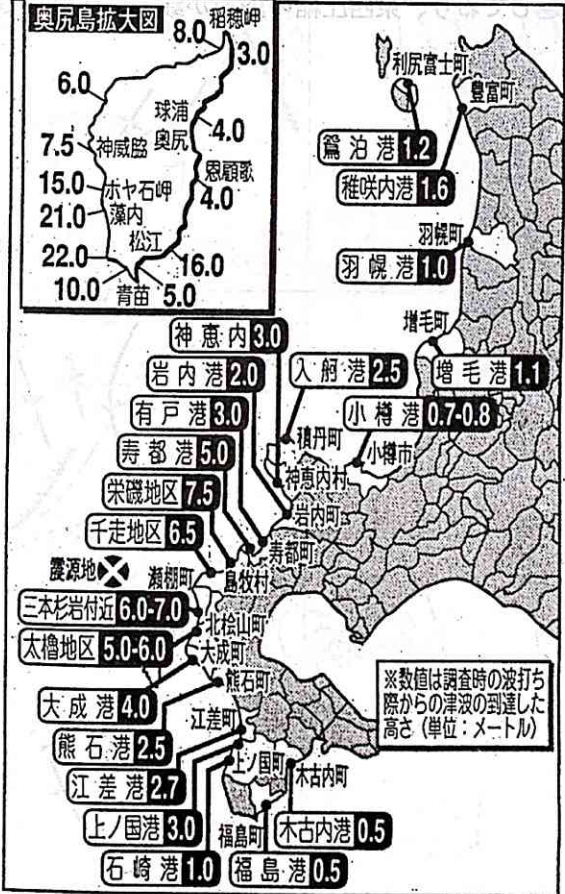 奥尻島拡大図
稲穂岬
8.0
3.0
6.0
球浦
奥尻
4.0
7.5
神威脇
恩顧歌
4.0
15.0
ホヤ石岬
21.0
藻内
松江
22.0
16.0
10.0
青苗
5.0
利尻富士町
豊富町
鴛泊港 1.2
稚咲内港 1.6
羽幌町
羽幌港 1.0
増毛町
増毛港 1.1
神恵内 3.0
岩内港 2.0
入舸港 2.5
有戸港 3.0
小樽港 0.7-0.8
寿都港 5.0
積丹町
小樽市
栄磯地区 7.5
神恵内村
千走地区 6.5
岩内町
寿都町
震源地
瀬棚町
島牧村
三本杉岩付近 6.0-7.0
北桧山町
太櫓地区 5.0-6.0
大成町
熊石町
大成港 4.0
※数値は調査時の波打ち
際からの津波の到達した
高さ（単位：メートル）
熊石港 2.5
江差町
江差港 2.7
上ノ国町
木古内町
上ノ国港 3.0
福島町
木古内港 0.5
石崎港 1.0
福島港 0.5